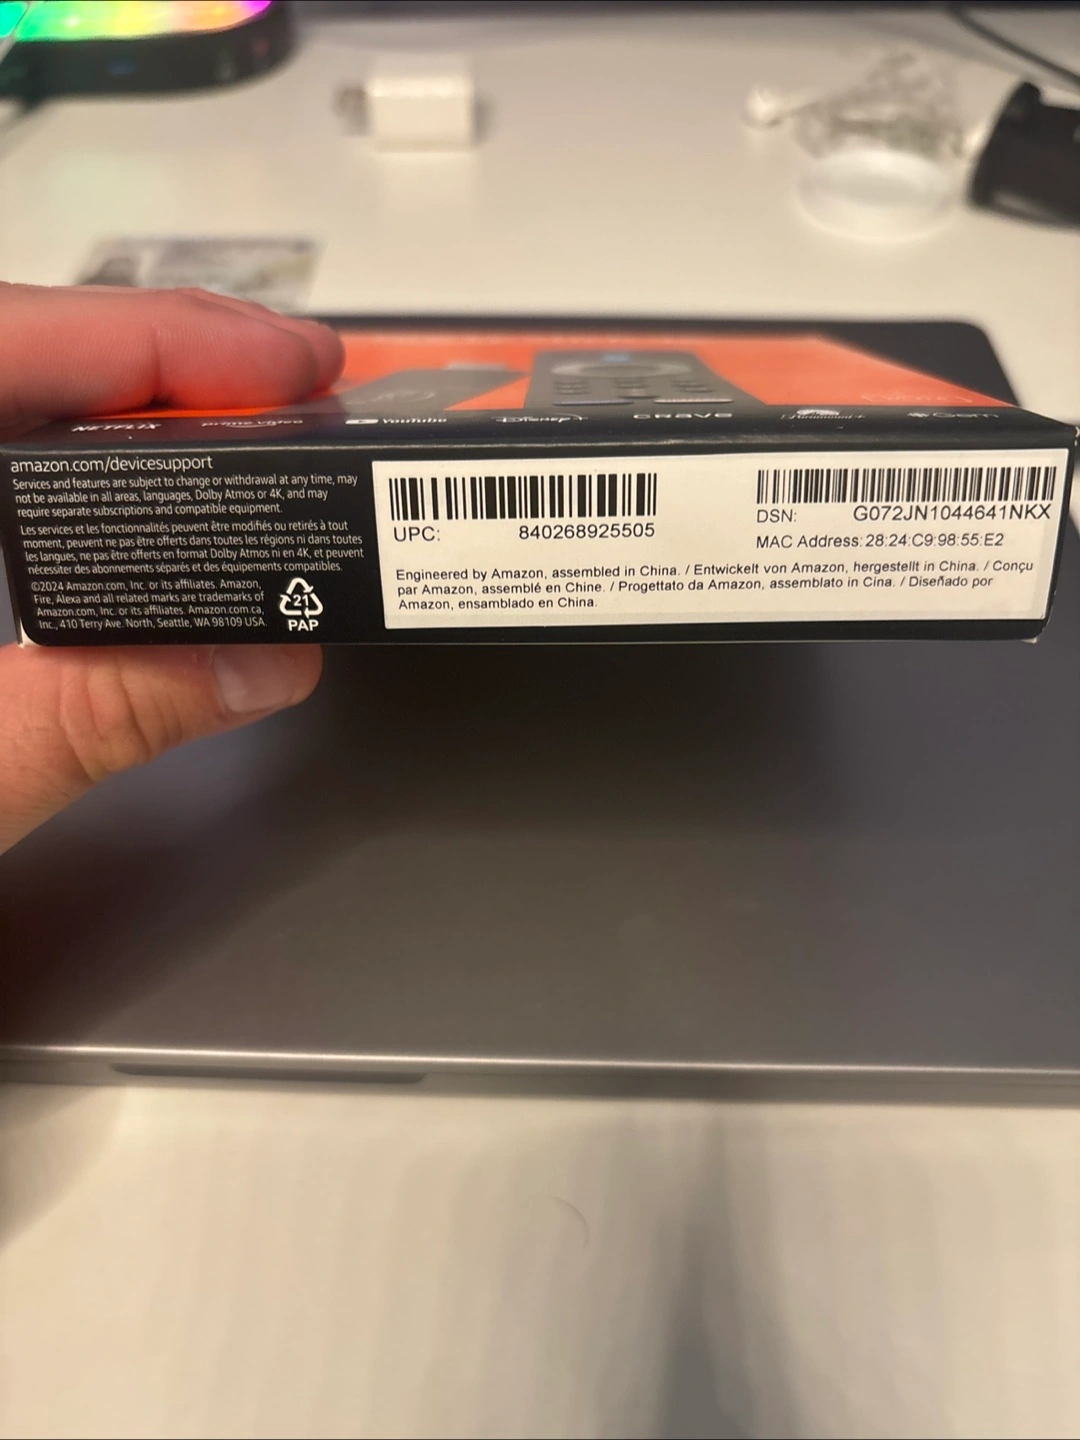 NETFLIX prime video YouTube Disney+ CRAVE Paramount+ Gem
amazon.com/devicesupport
Services and features are subject to change or withdrawal at any time, may
not be available in all areas, languages, Dolby Atmos or 4K, and may
require separate subscriptions and compatible equipment.
Les services et les fonctionnalités peuvent être modifiés ou retirés à tout
moment, peuvent ne pas être offerts dans toutes les régions ni dans toutes
les langues, ne pas être offerts en format Dolby Atmos ni en 4K, et peuvent
nécessiter des abonnements séparés et des équipements compatibles.
©2024 Amazon.com, Inc. or its affiliates. Amazon,
Fire, Alexa and all related marks are trademarks of
Amazon.com, Inc. or its affiliates. Amazon.com.ca,
Inc., 410 Terry Ave. North, Seattle, WA 98109 USA.
21
PAP
UPC: 840268925505
DSN: G072JN1044641NKX
MAC Address: 28:24:C9:98:55:E2
Engineered by Amazon, assembled in China. / Entwickelt von Amazon, hergestellt in China. / Conçu
par Amazon, assemblé en Chine. / Progettato da Amazon, assemblato in Cina. / Diseñado por
Amazon, ensamblado en China.